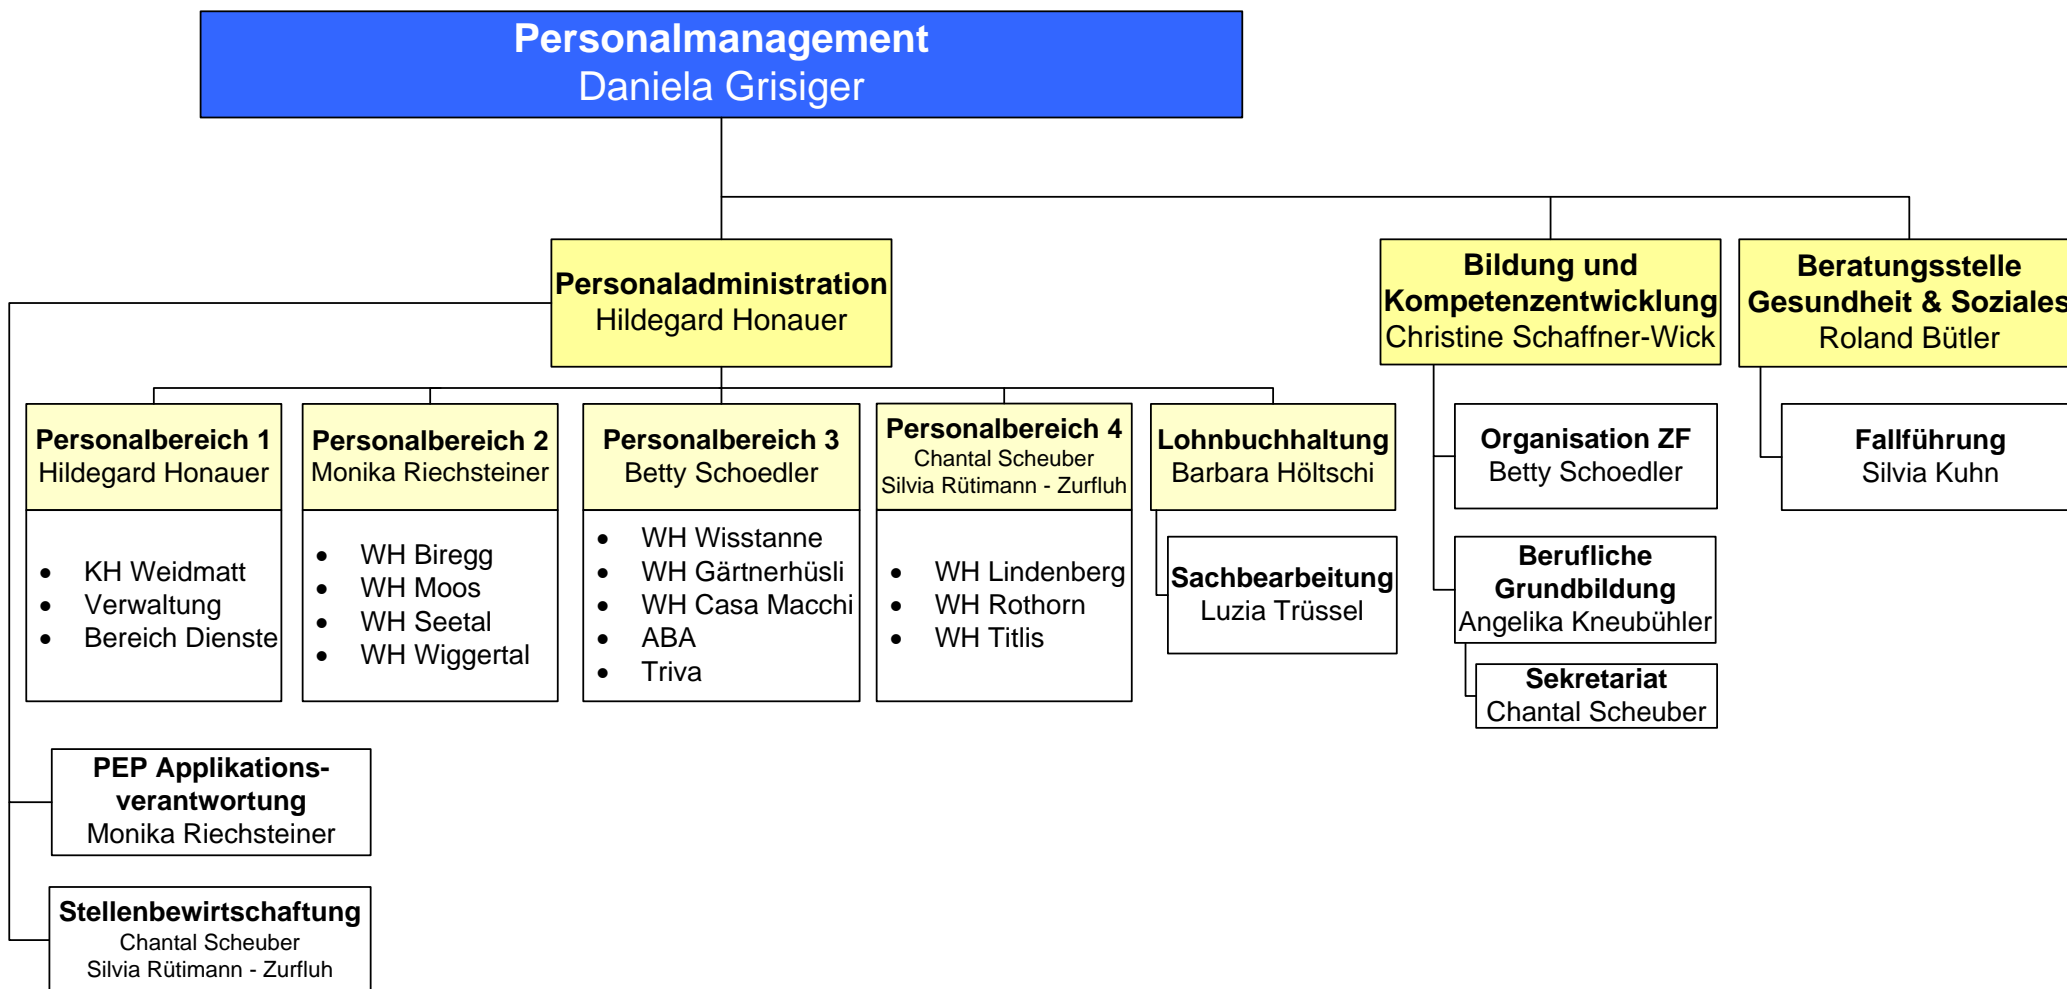 Personalmanagement
Daniela Grisiger
Personaladministration
Hildegard Honauer
Bildung und
Kompetenzentwicklung
Christine Schaffner-Wick
Beratungsstelle
Gesundheit & Soziales
Roland Bütler
Personalbereich 1
Hildegard Honauer
• KH Weidmatt
• Verwaltung
• Bereich Dienste
Personalbereich 2
Monika Riechsteiner
• WH Biregg
• WH Moos
• WH Seetal
• WH Wiggertal
Personalbereich 3
Betty Schoedler
• WH Wisstanne
• WH Gärtnerhüsli
• WH Casa Macchi
• ABA
• Triva
Personalbereich 4
Chantal Scheuber
Silvia Rütimann - Zurfluh
• WH Lindenberg
• WH Rothorn
• WH Titlis
Lohnbuchhaltung
Barbara Höltschi
Sachbearbeitung
Luzia Trüssel
Organisation ZF
Betty Schoedler
Berufliche
Grundbildung
Angelika Kneubühler
Sekretariat
Chantal Scheuber
Fallführung
Silvia Kuhn
PEP Applikations-
verantwortung
Monika Riechsteiner
Stellenbewirtschaftung
Chantal Scheuber
Silvia Rütimann - Zurfluh